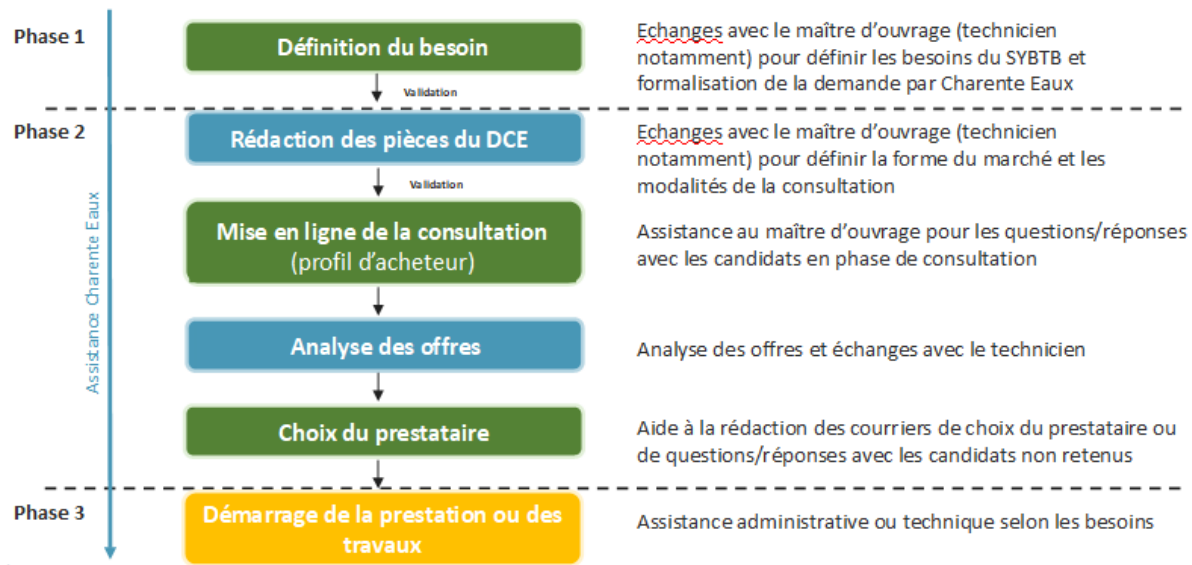 Phase 1
Définition du besoin
Echanges avec le maître d'ouvrage (technicien
notamment) pour définir les besoins du SYBTB et
formalisation de la demande par Charente Eaux
Validation
Phase 2
Rédaction des pièces du DCE
Echanges avec le maître d'ouvrage (technicien
notamment) pour définir la forme du marché et les
modalités de la consultation
Validation
Assistance Charente Eaux
Mise en ligne de la consultation
(profil d'acheteur)
Assistance au maître d'ouvrage pour les questions/réponses
avec les candidats en phase de consultation
Analyse des offres
Analyse des offres et échanges avec le technicien
Choix du prestataire
Aide à la rédaction des courriers de choix du prestataire ou
de questions/réponses avec les candidats non retenus
Phase 3
Démarrage de la prestation ou des
travaux
Assistance administrative ou technique selon les besoins